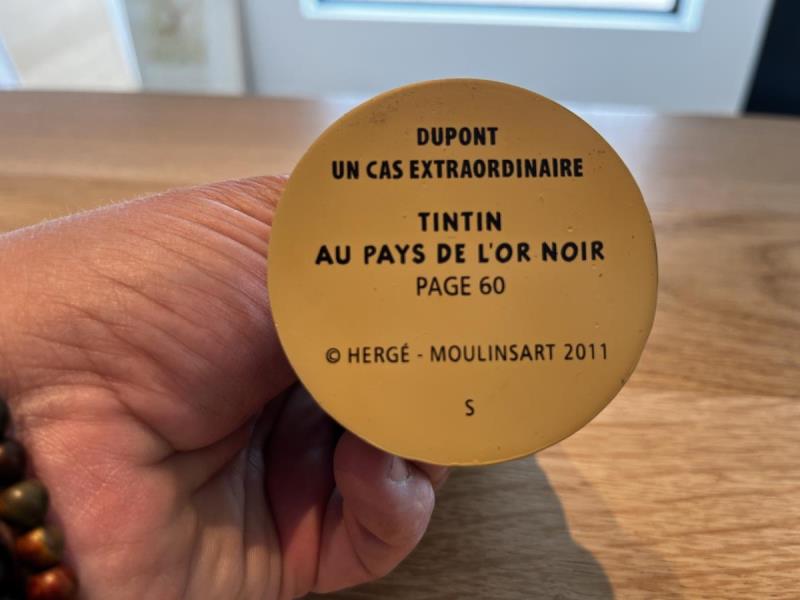 DUPONT
UN CAS EXTRAORDINAIRE
TINTIN
AU PAYS DE L'OR NOIR
PAGE 60
© HERGÉ - MOULINSART 2011
S